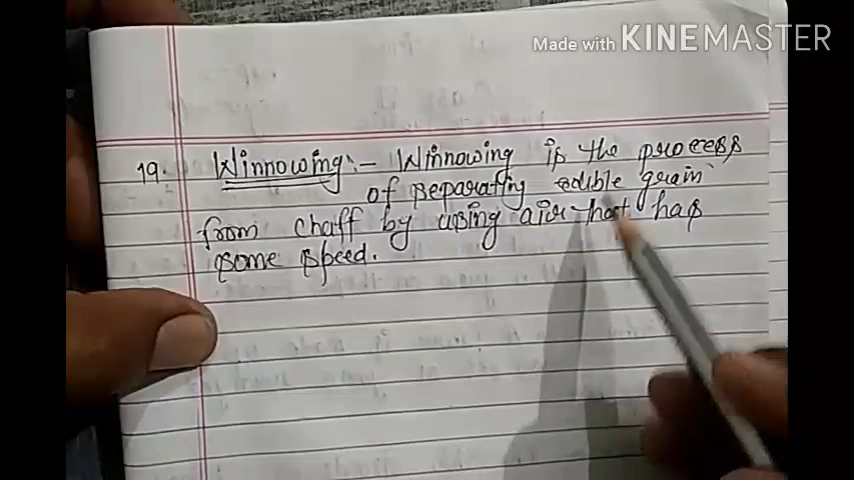 Made with KINEMASTER
19. Winnowing:- Winnowing is the process
of separating edible grain
from chaff by using air that has
some speed.